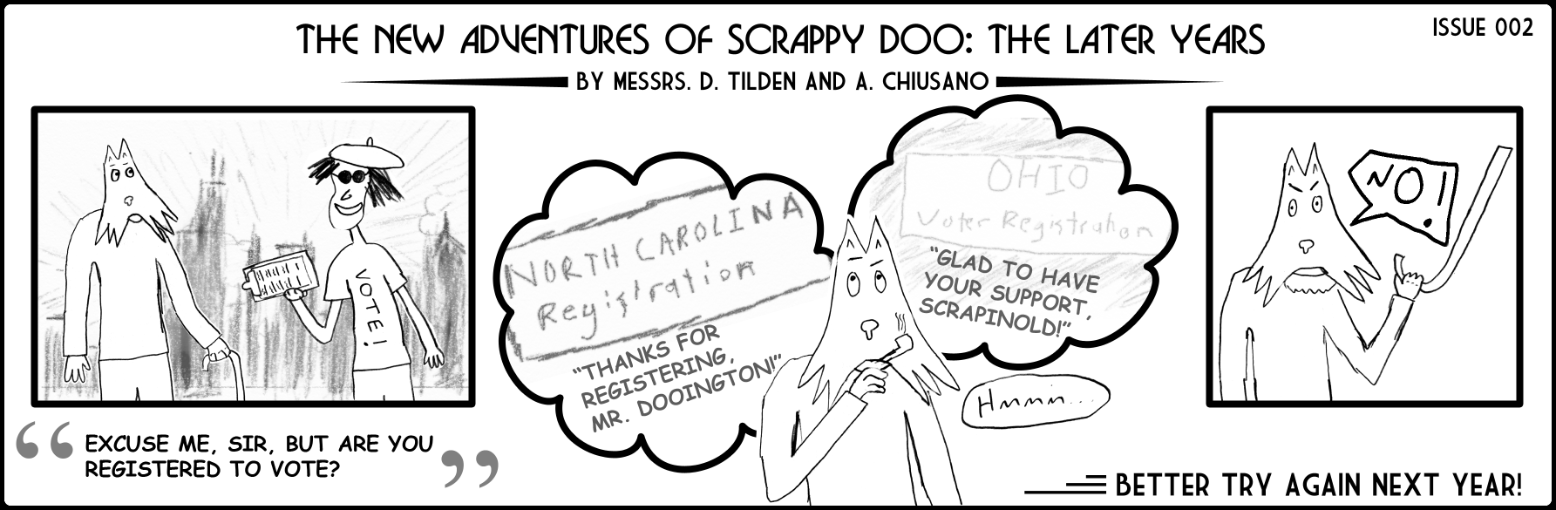 THE NEW ADVENTURES OF SCRAPPY DOO: THE LATER YEARS
ISSUE 002
BY MESSRS. D. TILDEN AND A. CHIUSANO
VOTE!
“ EXCUSE ME, SIR, BUT ARE YOU
REGISTERED TO VOTE? ”
NORTH CAROLINA
Registration
"THANKS FOR
REGISTERING,
MR. DOOINGTON!"
OHIO
Voter Registration
"GLAD TO HAVE
YOUR SUPPORT,
SCRAPINOLD!"
Hmmm...
NO!
BETTER TRY AGAIN NEXT YEAR!